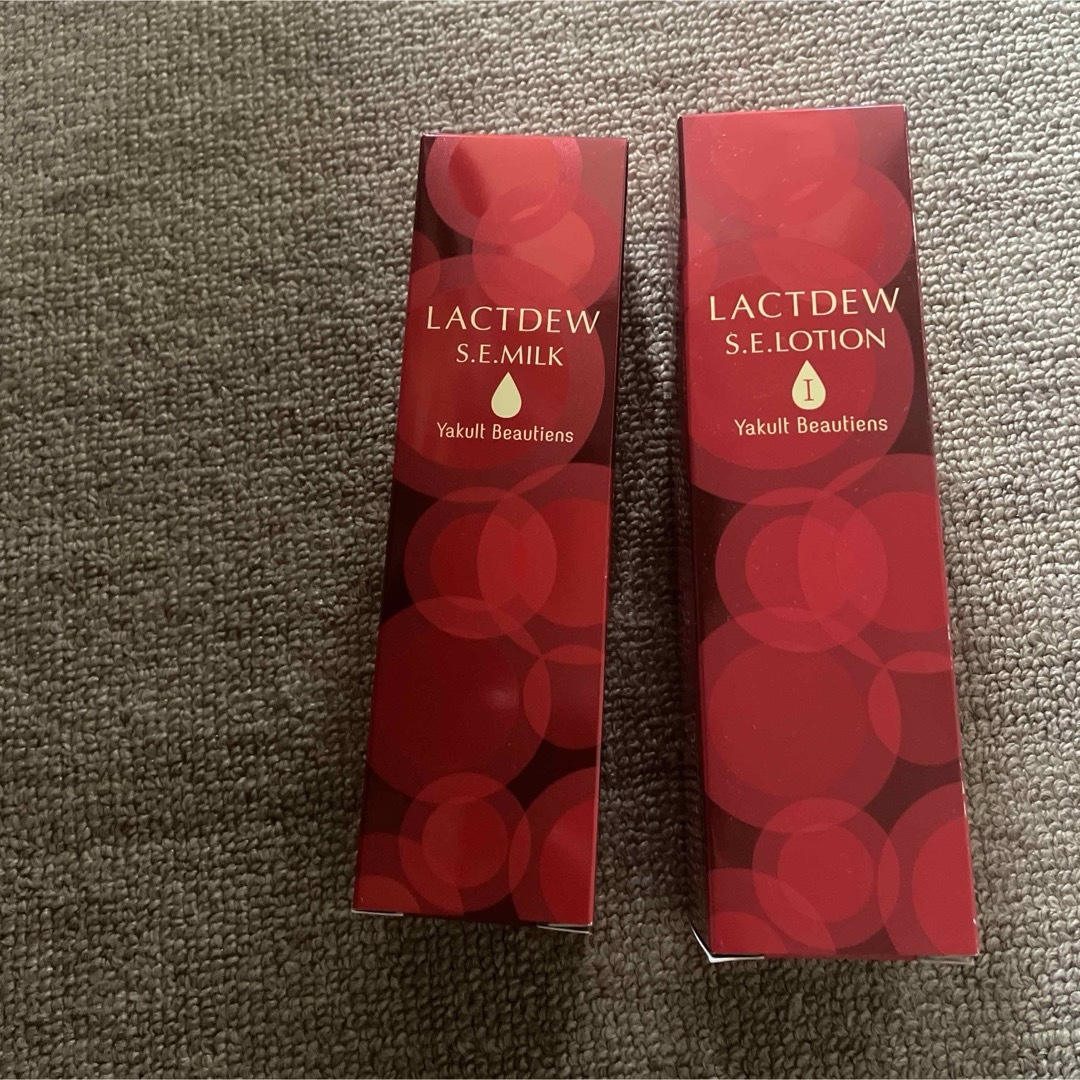 LACTDEW
S.E.MILK
Yakult Beautiens
LACTDEW
S.E.LOTION
I
Yakult Beautiens